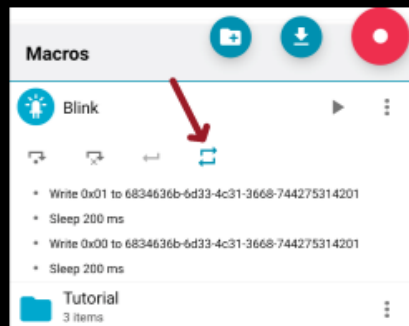 Macros
Blink
Write 0x01 to 6834636b-6d33-4c31-3668-744275314201
Sleep 200 ms
Write 0x00 to 6834636b-6d33-4c31-3668-744275314201
Sleep 200 ms
Tutorial
3 items